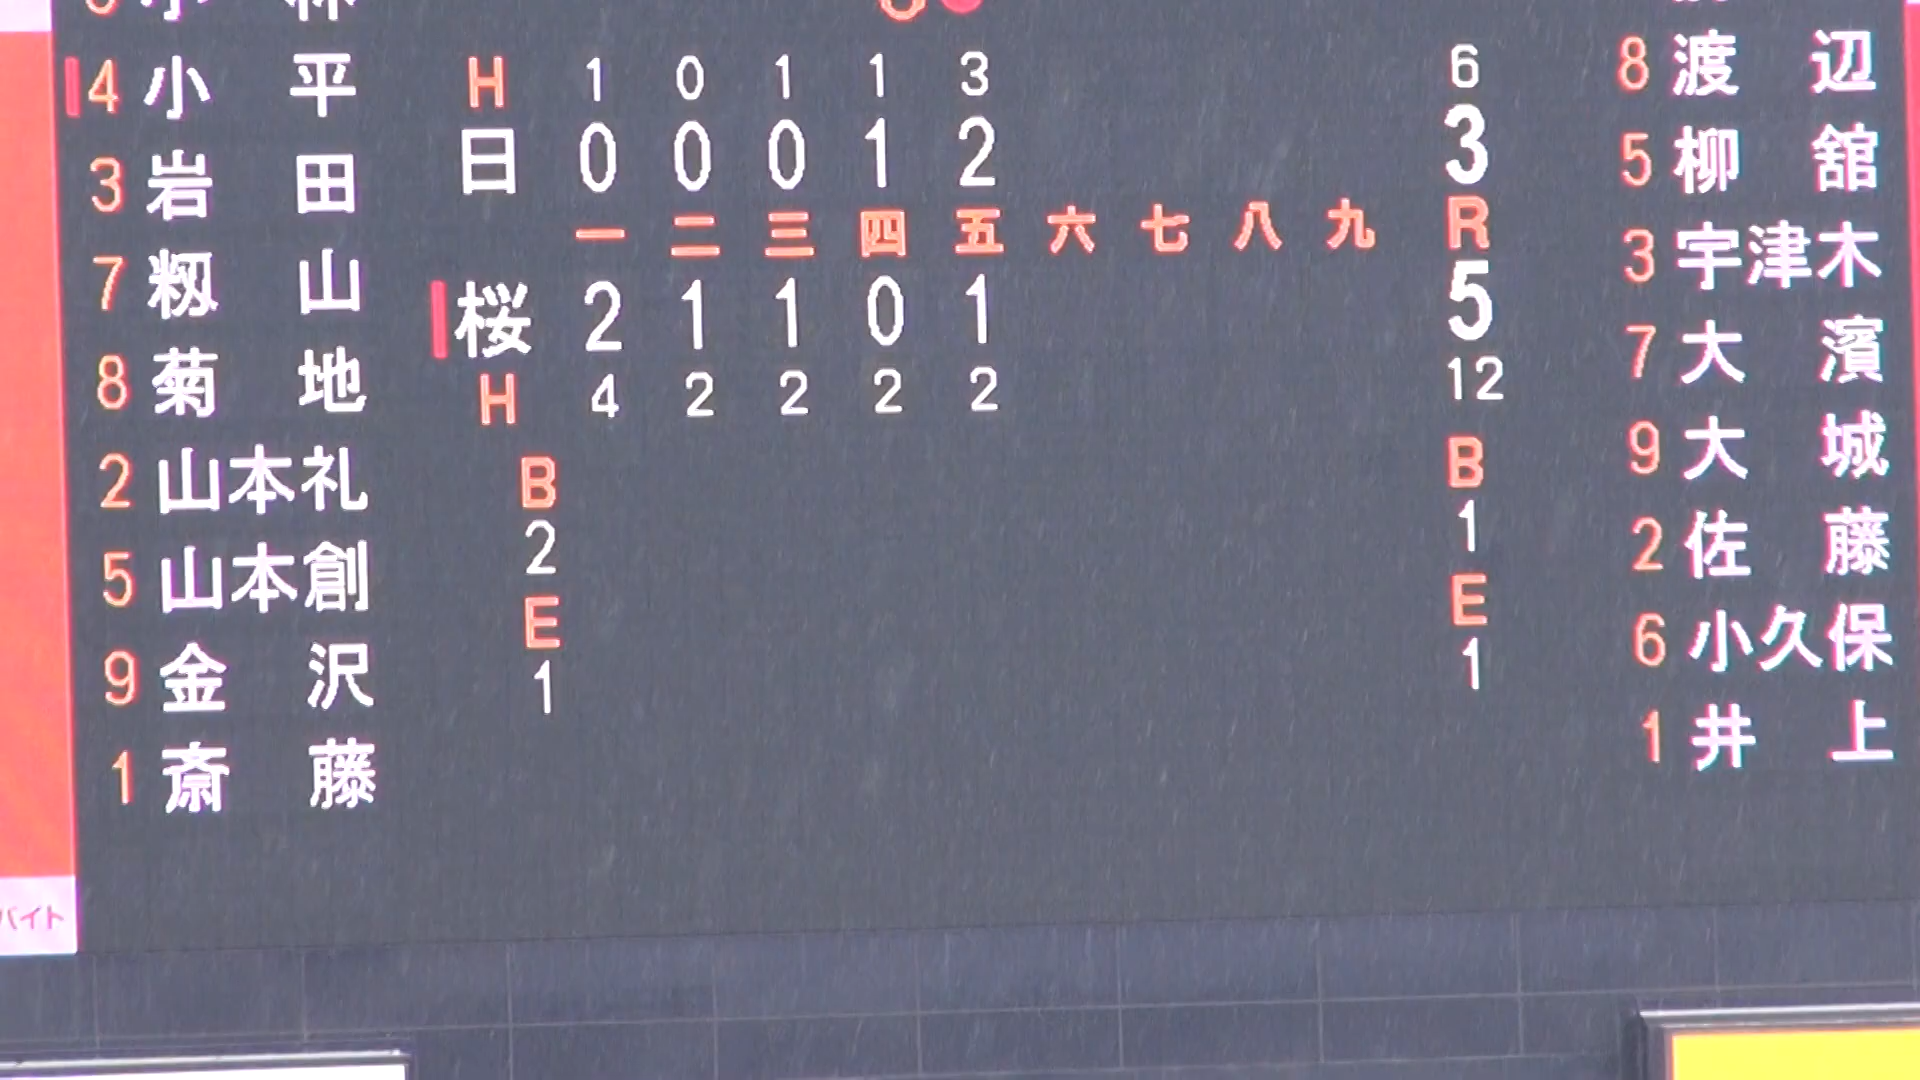 4 小 平
3 岩 田
7 籾 山
8 菊 地
2 山本礼
5 山本創
9 金 沢
1 斎 藤
バイト
H 1 0 1 1 3 6
日 0 0 0 1 2 3
一 二 三 四 五 六 七 八 九 R
桜 2 1 1 0 1 5
H 4 2 2 2 2 12
B B
2 1
E E
1 1
8 渡 辺
5 柳 舘
3 宇津木
7 大 濱
9 大 城
2 佐 藤
6 小久保
1 井 上